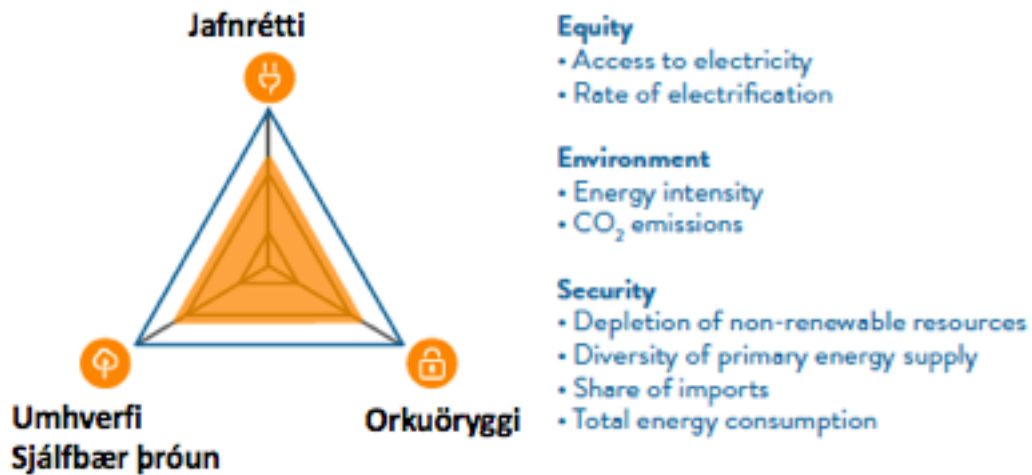 Jafnrétti
Umhverfi
Sjálfbær þróun
Orkuöryggi
Equity
• Access to electricity
• Rate of electrification
Environment
• Energy intensity
• CO₂ emissions
Security
• Depletion of non-renewable resources
• Diversity of primary energy supply
• Share of imports
• Total energy consumption